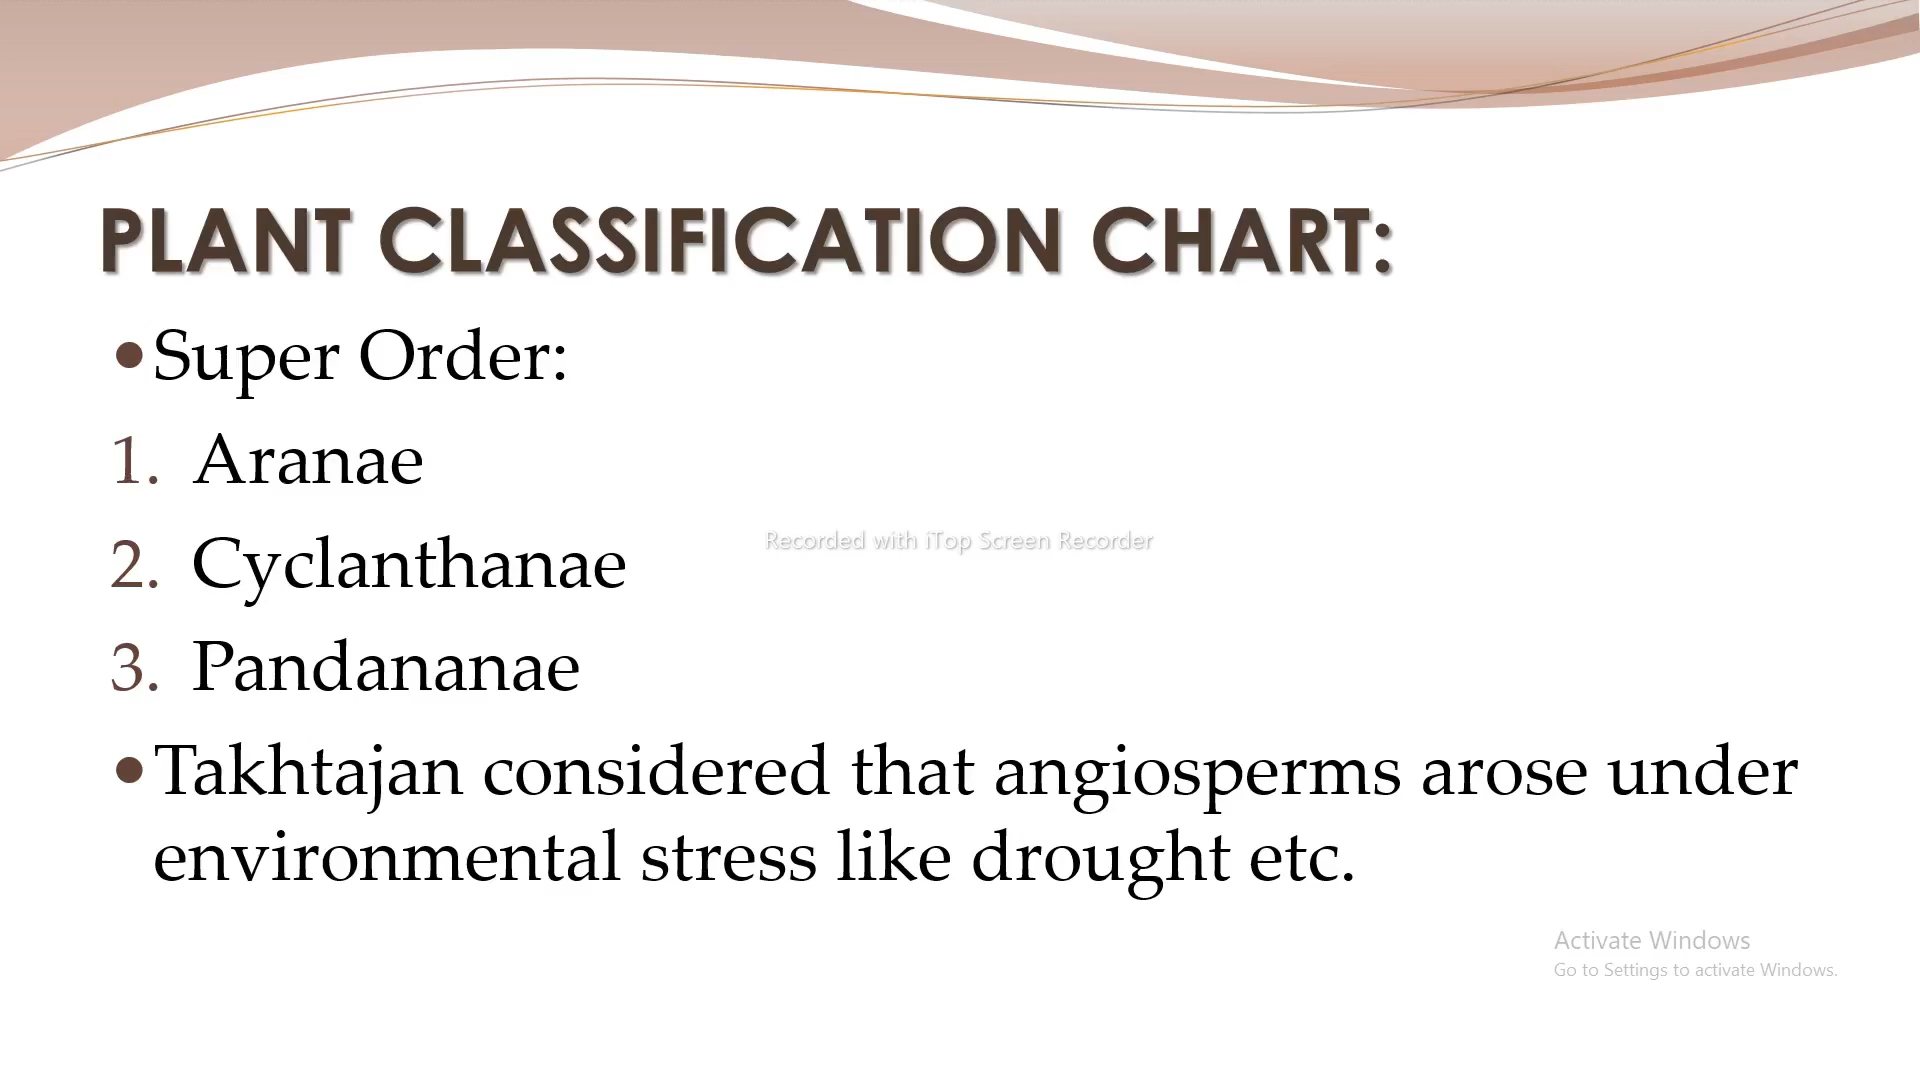 PLANT CLASSIFICATION CHART:
•Super Order:
1. Aranae
Recorded with iTop Screen Recorder
2. Cyclanthanae
3. Pandananae
•Takhtajan considered that angiosperms arose under
environmental stress like drought etc.
Activate Windows
Go to Settings to activate Windows.